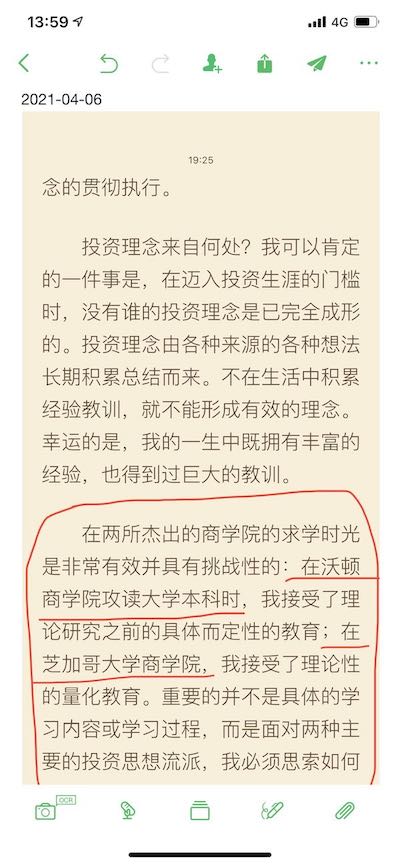 13:59
4G
2021-04-06
19:25
念的贯彻执行。
投资理念来自何处？我可以肯定
的一件事是，在迈入投资生涯的门槛
时，没有谁的投资理念是已完全成形
的。投资理念由各种来源的各种想法
长期积累总结而来。不在生活中积累
经验教训，就不能形成有效的理念。
幸运的是，我的一生中既拥有丰富的
经验，也得到过巨大的教训。
在两所杰出的商学院的求学时光
是非常有效并具有挑战性的：在沃顿
商学院攻读大学本科时，我接受了理
论研究之前的具体而定性的教育；在
芝加哥大学商学院，我接受了理论性
的量化教育。重要的并不是具体的学
习内容或学习过程，而是面对两种主
要的投资思想流派，我必须思索如何
OCR